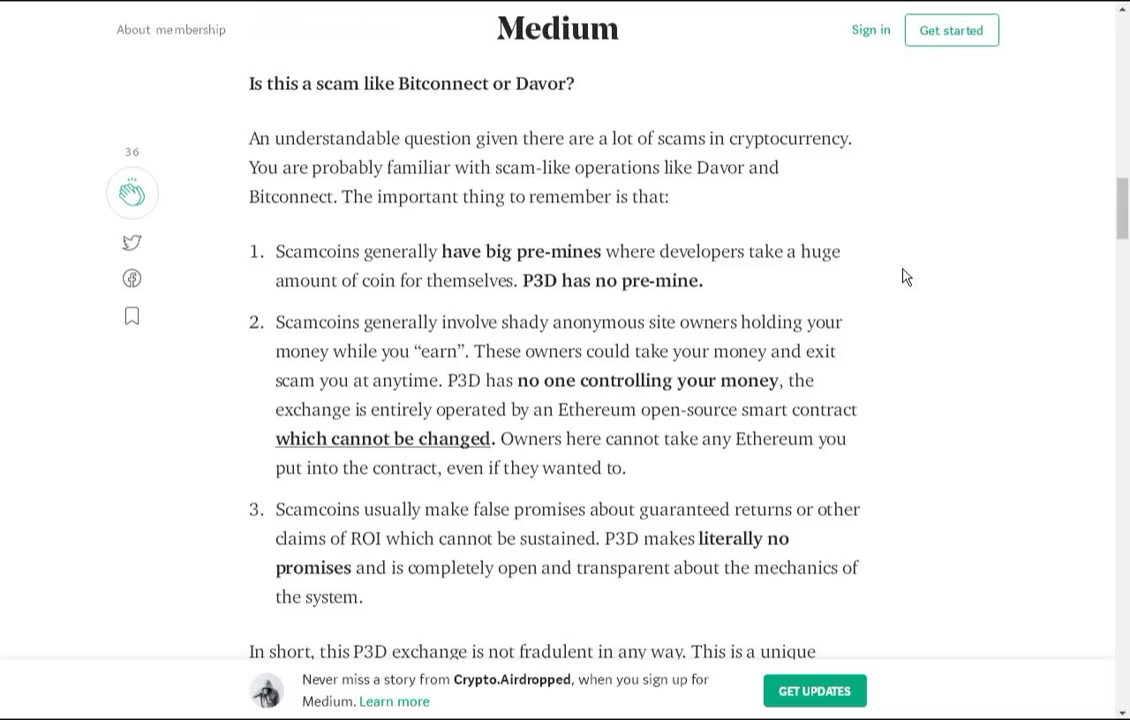 About membership
Medium
Sign in
Get started
Is this a scam like Bitconnect or Davor?
36
An understandable question given there are a lot of scams in cryptocurrency.
You are probably familiar with scam-like operations like Davor and
Bitconnect. The important thing to remember is that:
1. Scamcoins generally have big pre-mines where developers take a huge
amount of coin for themselves. P3D has no pre-mine.
2. Scamcoins generally involve shady anonymous site owners holding your
money while you “earn”. These owners could take your money and exit
scam you at anytime. P3D has no one controlling your money, the
exchange is entirely operated by an Ethereum open-source smart contract
which cannot be changed. Owners here cannot take any Ethereum you
put into the contract, even if they wanted to.
3. Scamcoins usually make false promises about guaranteed returns or other
claims of ROI which cannot be sustained. P3D makes literally no
promises and is completely open and transparent about the mechanics of
the system.
In short, this P3D exchange is not fradulent in any way. This is a unique
Never miss a story from Crypto.Airdropped, when you sign up for
Medium. Learn more
GET UPDATES